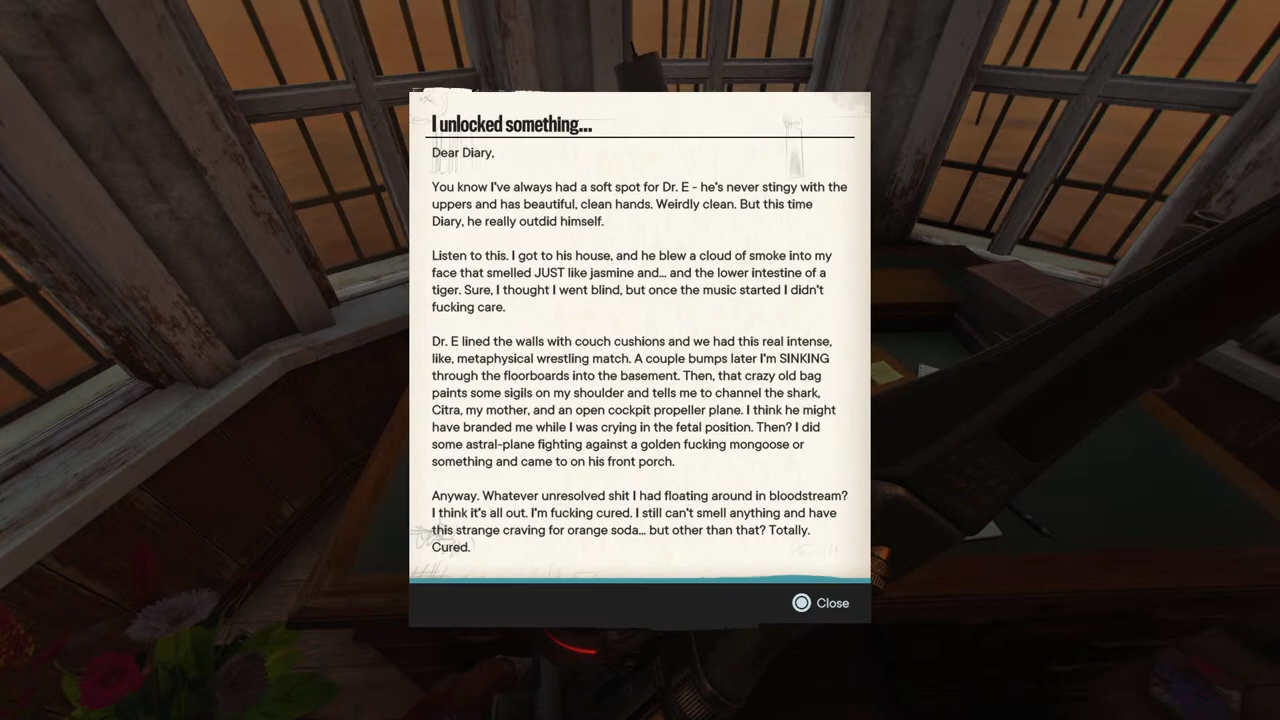 I unlocked something...
Dear Diary,
You know I've always had a soft spot for Dr. E - he's never stingy with the
uppers and has beautiful, clean hands. Weirdly clean. But this time
Diary, he really outdid himself.
Listen to this. I got to his house, and he blew a cloud of smoke into my
face that smelled JUST like jasmine and... and the lower intestine of a
tiger. Sure, I thought I went blind, but once the music started I didn't
fucking care.
Dr. E lined the walls with couch cushions and we had this real intense,
like, metaphysical wrestling match. A couple bumps later I'm SINKING
through the floorboards into the basement. Then, that crazy old bag
paints some sigils on my shoulder and tells me to channel the shark,
Citra, my mother, and an open cockpit propeller plane. I think he might
have branded me while I was crying in the fetal position. Then? I did
some astral-plane fighting against a golden fucking mongoose or
something and came to on his front porch.
Anyway. Whatever unresolved shit I had floating around in bloodstream?
I think it's all out. I'm fucking cured. I still can't smell anything and have
this strange craving for orange soda... but other than that? Totally.
Cured.
Close